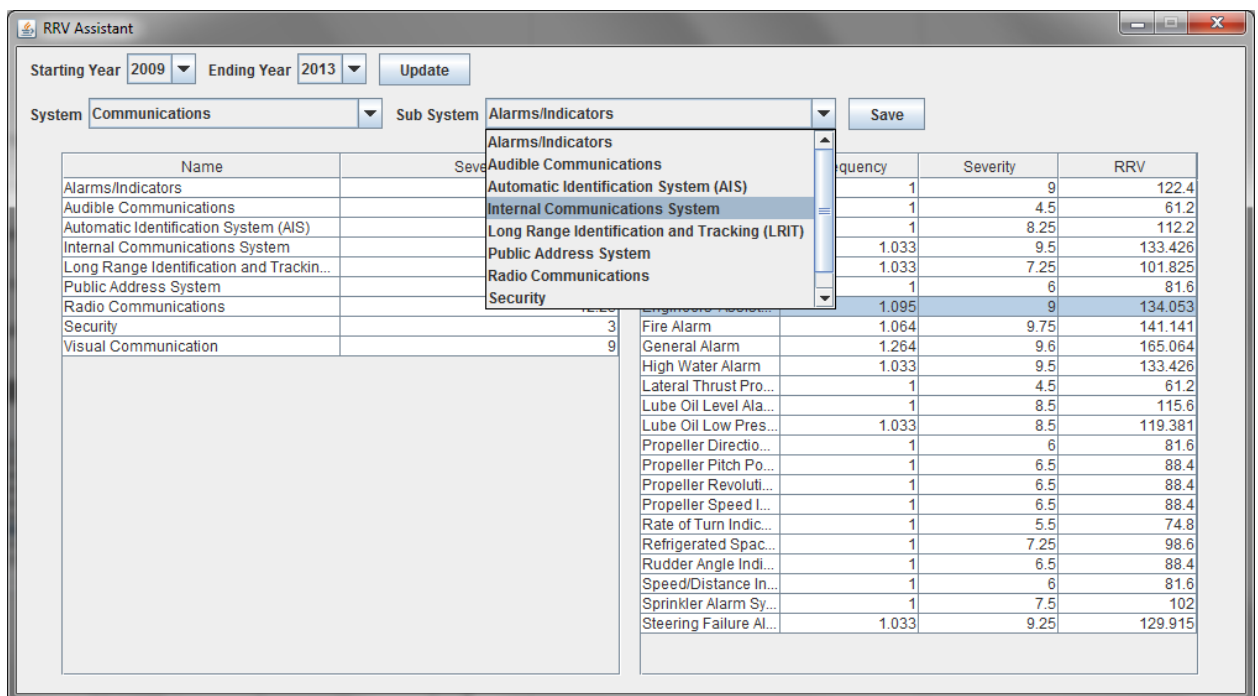 RRV Assistant
Starting Year 2009 Ending Year 2013 Update
System Communications Sub System Alarms/Indicators Save
Alarms/Indicators
Audible Communications
Automatic Identification System (AIS)
Internal Communications System
Long Range Identification and Tracking (LRIT)
Public Address System
Radio Communications
Security
Name Seve
Alarms/Indicators
Audible Communications
Automatic Identification System (AIS)
Internal Communications System
Long Range Identification and Trackin...
Public Address System
Radio Communications
Security 3
Visual Communication 9
equency Severity RRV
1 9 122.4
1 4.5 61.2
1 8.25 112.2
1.033 9.5 133.426
1.033 7.25 101.825
1 6 81.6
1.095 9 134.053
Fire Alarm 1.064 9.75 141.141
General Alarm 1.264 9.6 165.064
High Water Alarm 1.033 9.5 133.426
Lateral Thrust Pro... 1 4.5 61.2
Lube Oil Level Ala... 1 8.5 115.6
Lube Oil Low Pres... 1.033 8.5 119.381
Propeller Directio... 1 6 81.6
Propeller Pitch Po... 1 6.5 88.4
Propeller Revoluti... 1 6.5 88.4
Propeller Speed I... 1 6.5 88.4
Rate of Turn Indic... 1 5.5 74.8
Refrigerated Spac... 1 7.25 98.6
Rudder Angle Indi... 1 6.5 88.4
Speed/Distance In... 1 6 81.6
Sprinkler Alarm Sy... 1 7.5 102
Steering Failure Al... 1.033 9.25 129.915